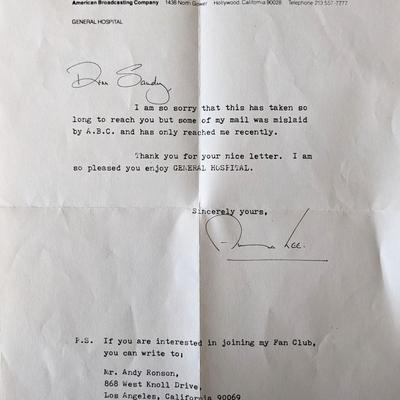 American Broadcasting Company 1438 North Gower Hollywood, California 90028 Telephone 213 557-7777
GENERAL HOSPITAL
Dear Sandy,
I am so sorry that this has taken so
long to reach you but some of my mail was mislaid
by A.B.C. and has only reached me recently.
Thank you for your nice letter. I am
so pleased you enjoy GENERAL HOSPITAL.
Sincerely yours,
Anna Lee.
P.S. If you are interested in joining my Fan Club,
you can write to;
Mr. Andy Ronson,
868 West Knoll Drive,
Los Angeles, California 90069